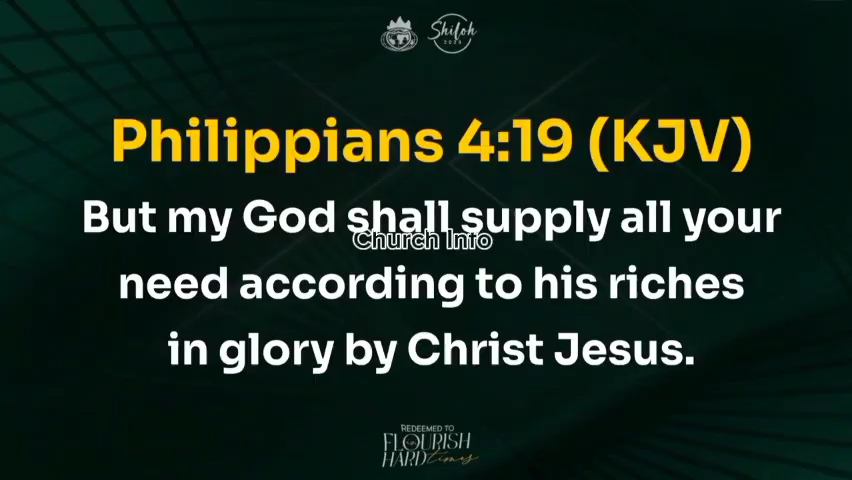 Shiloh
Philippians 4:19 (KJV)
But my God shall supply all your
Church Info
need according to his riches
in glory by Christ Jesus.
REDEEMED TO
FLOURISH
HARD times